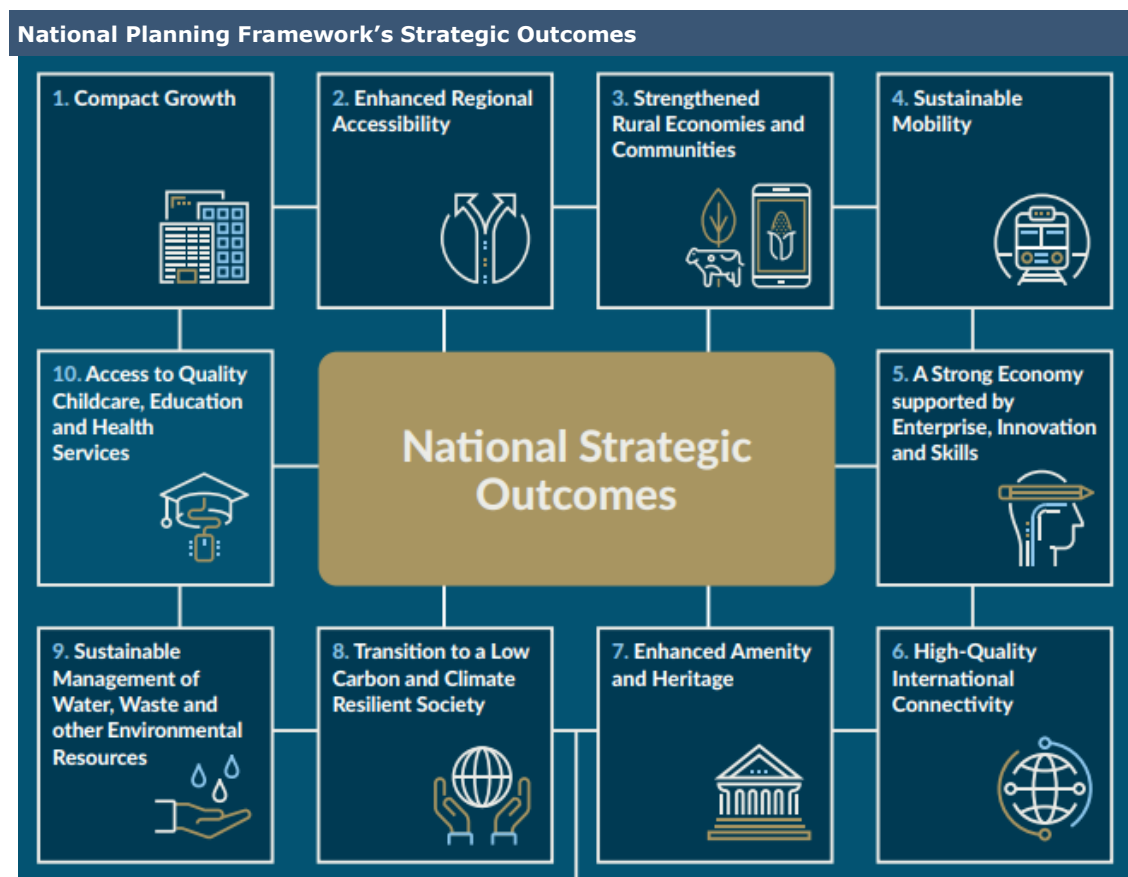 National Planning Framework’s Strategic Outcomes
1. Compact Growth
2. Enhanced Regional
Accessibility
3. Strengthened
Rural Economies and
Communities
4. Sustainable
Mobility
10. Access to Quality
Childcare, Education
and Health
Services
National Strategic
Outcomes
5. A Strong Economy
supported by
Enterprise, Innovation
and Skills
9. Sustainable
Management of
Water, Waste and
other Environmental
Resources
8. Transition to a Low
Carbon and Climate
Resilient Society
7. Enhanced Amenity
and Heritage
6. High-Quality
International
Connectivity